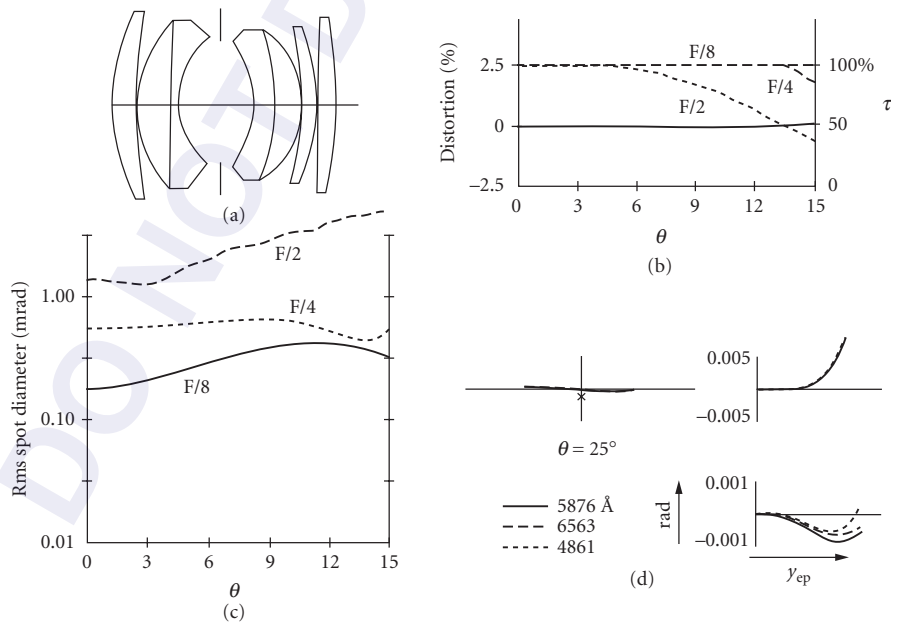 (a)
Distortion (%)
2.5
0
−2.5
F/8
F/4
F/2
100%
50
0
τ
0 3 6 9 12 15
θ
(b)
Rms spot diameter (mrad)
1.00
0.10
0.01
F/2
F/4
F/8
0 3 6 9 12 15
θ
(c)
0.005
−0.005
θ = 25°
5876 Å
6563
4861
rad
0.001
−0.001
y_ep
(d)
DO NOT D